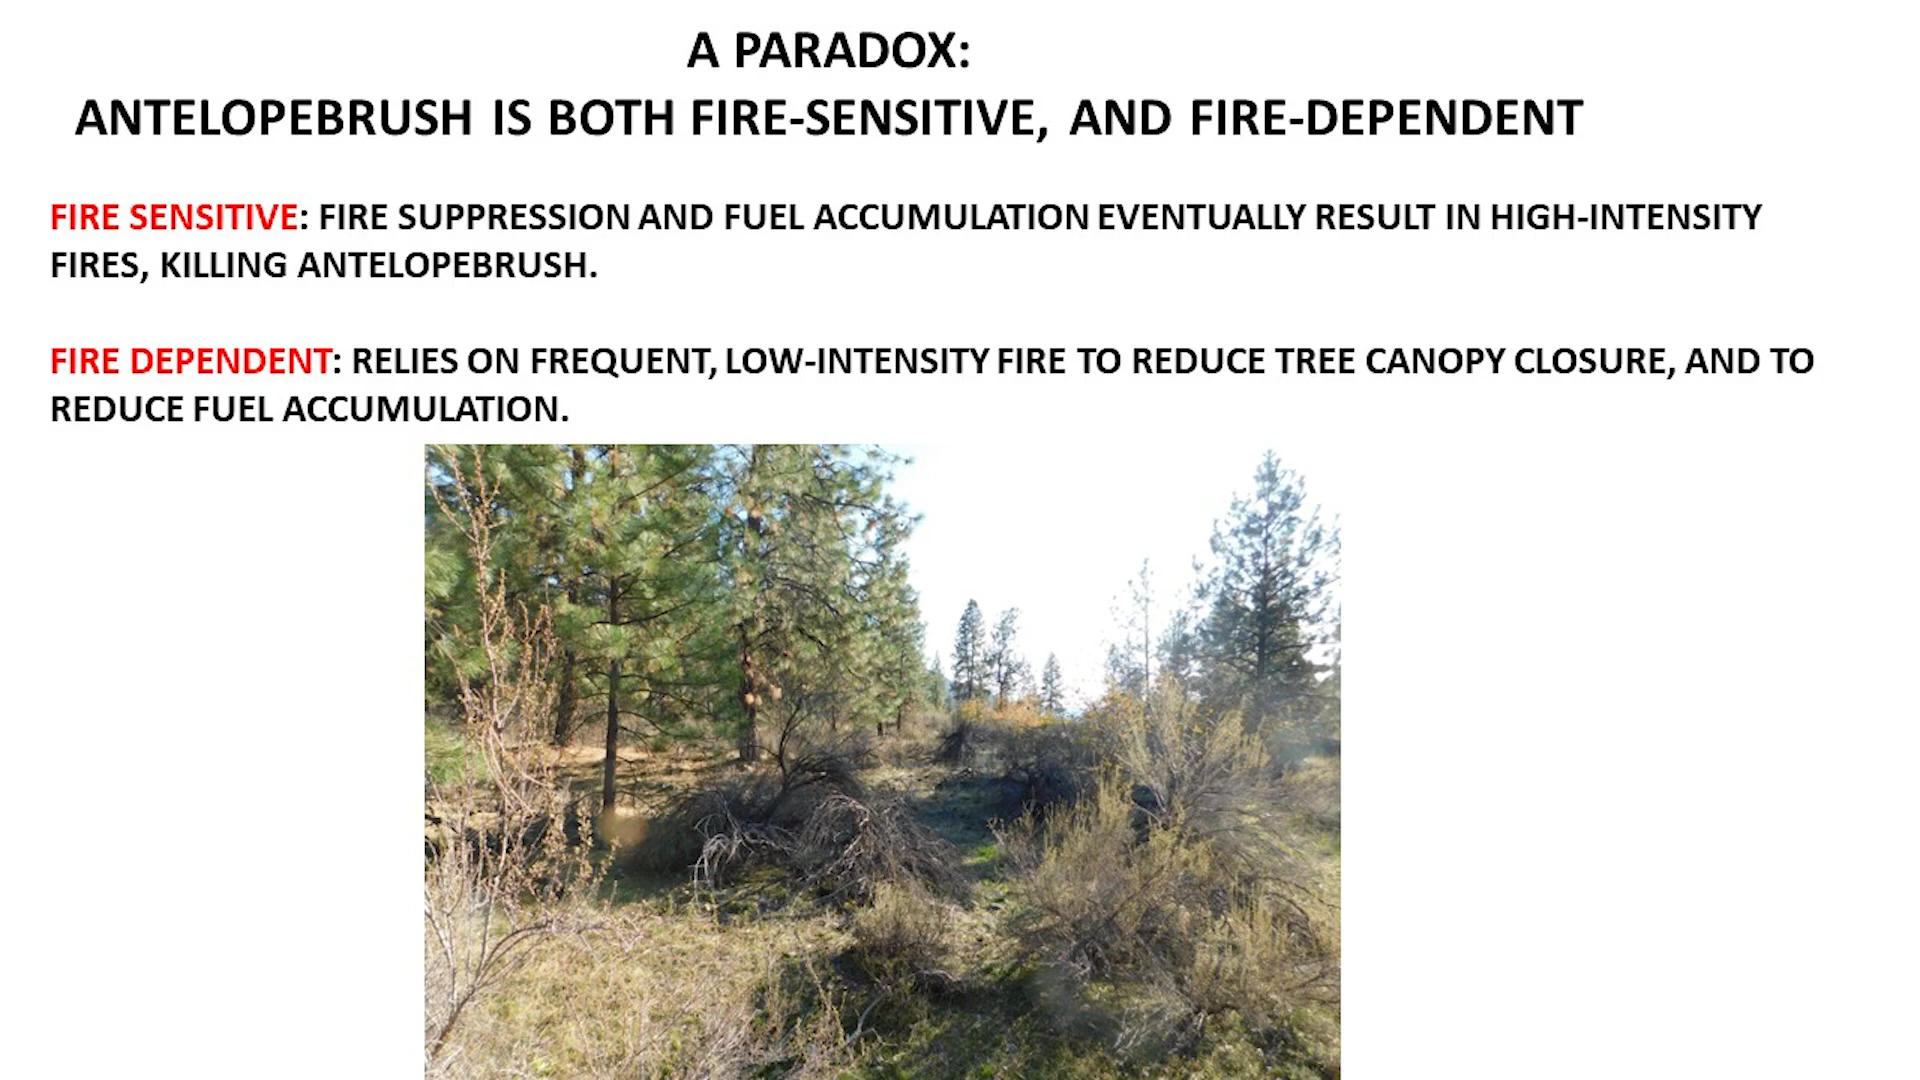 A PARADOX:
ANTELOPEBRUSH IS BOTH FIRE-SENSITIVE, AND FIRE-DEPENDENT
FIRE SENSITIVE: FIRE SUPPRESSION AND FUEL ACCUMULATION EVENTUALLY RESULT IN HIGH-INTENSITY
FIRES, KILLING ANTELOPEBRUSH.
FIRE DEPENDENT: RELIES ON FREQUENT, LOW-INTENSITY FIRE TO REDUCE TREE CANOPY CLOSURE, AND TO
REDUCE FUEL ACCUMULATION.